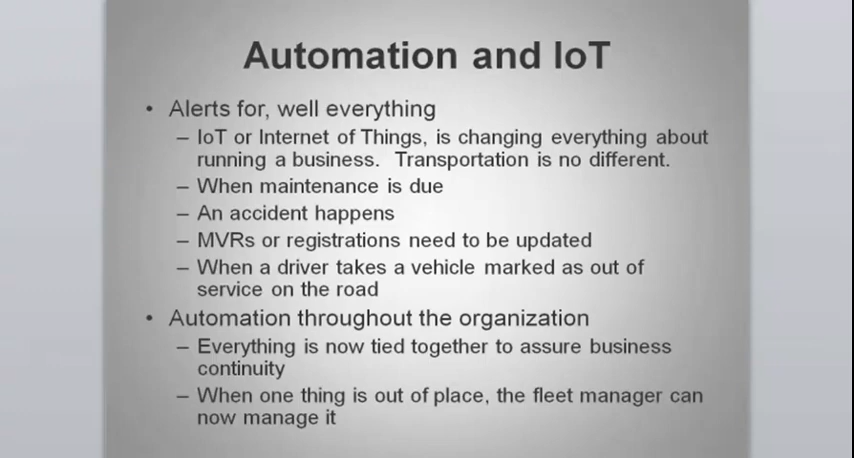 Automation and IoT
• Alerts for, well everything
– IoT or Internet of Things, is changing everything about
running a business.  Transportation is no different.
– When maintenance is due
– An accident happens
– MVRs or registrations need to be updated
– When a driver takes a vehicle marked as out of
service on the road
• Automation throughout the organization
– Everything is now tied together to assure business
continuity
– When one thing is out of place, the fleet manager can
now manage it